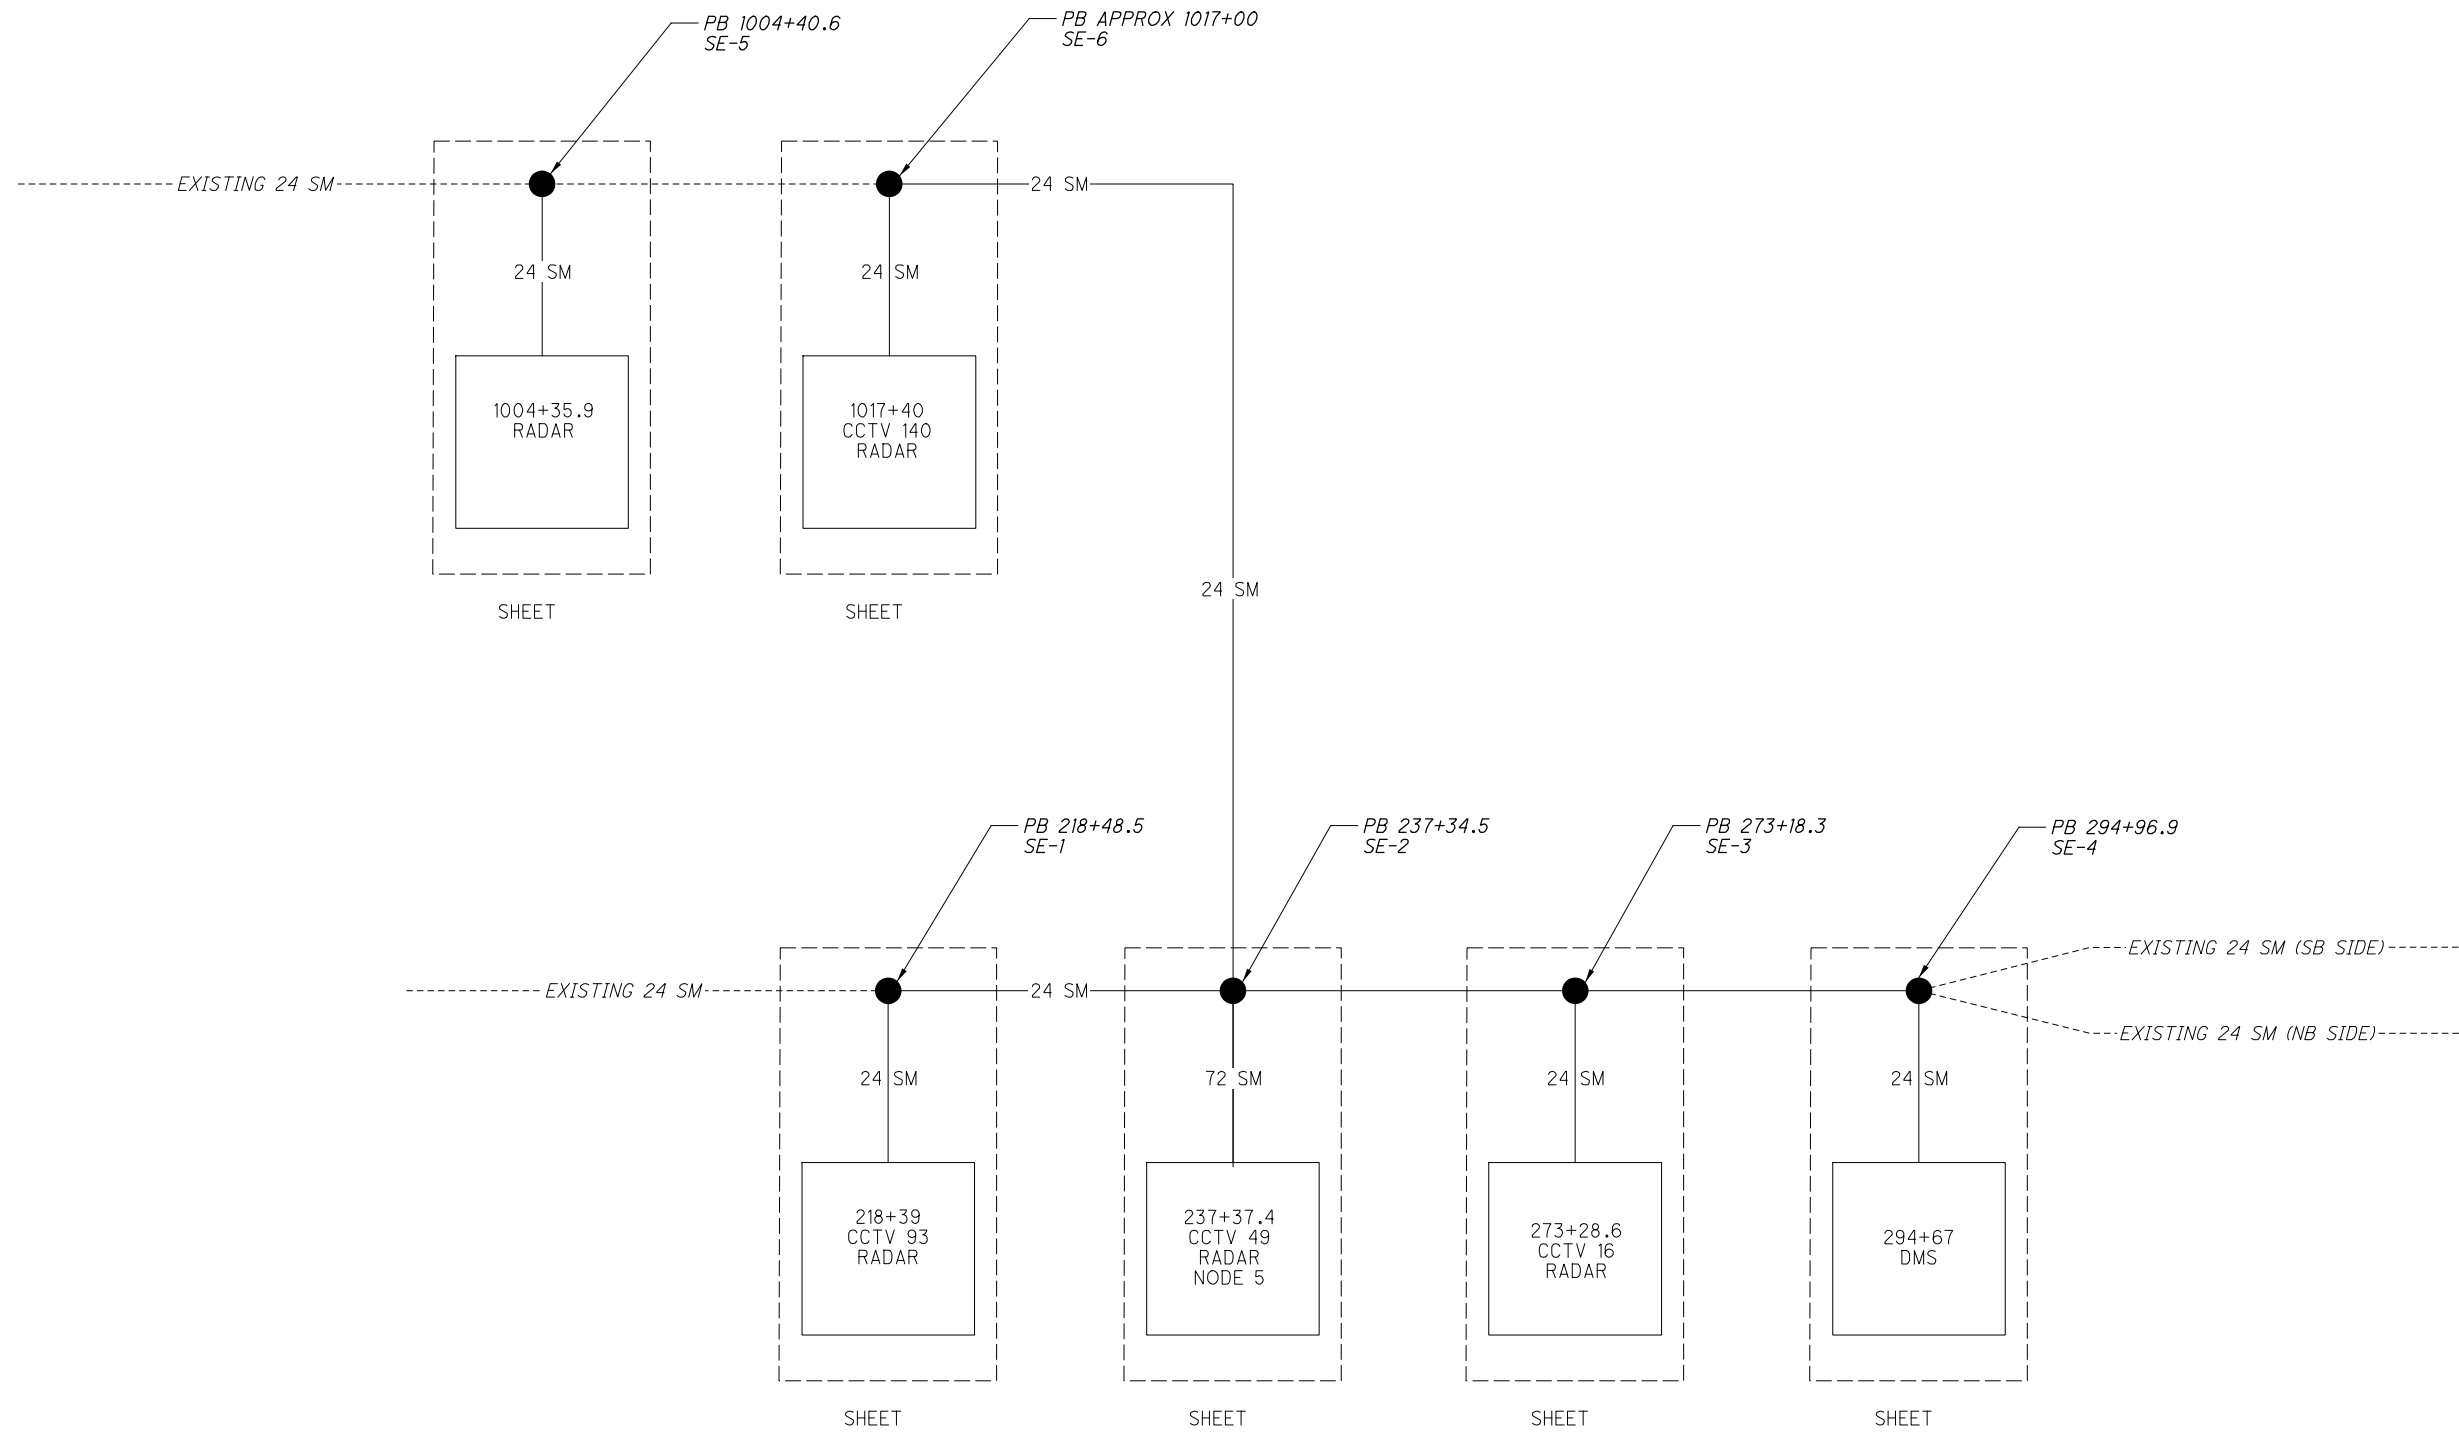 PB 1004+40.6
SE-5
PB APPROX 1017+00
SE-6
EXISTING 24 SM
24 SM
24 SM
24 SM
1004+35.9
RADAR
1017+40
CCTV 140
RADAR
24 SM
SHEET
SHEET
PB 218+48.5
SE-1
PB 237+34.5
SE-2
PB 273+18.3
SE-3
PB 294+96.9
SE-4
EXISTING 24 SM (SB SIDE)
EXISTING 24 SM
24 SM
EXISTING 24 SM (NB SIDE)
24 SM
72 SM
24 SM
24 SM
218+39
CCTV 93
RADAR
237+37.4
CCTV 49
RADAR
NODE 5
273+28.6
CCTV 16
RADAR
294+67
DMS
SHEET
SHEET
SHEET
SHEET